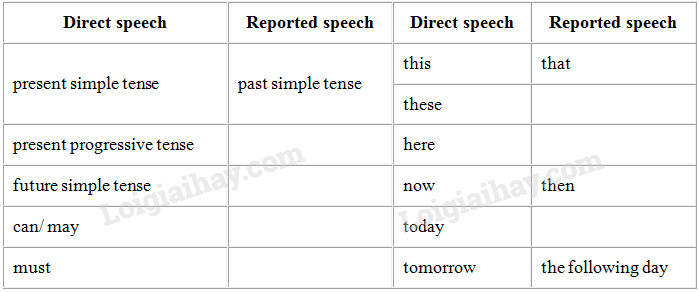 Direct speech Reported speech Direct speech Reported speech
present simple tense past simple tense this that
these
present progressive tense here
future simple tense now then
can/ may today
must tomorrow the following day
Loigiaihay.com Loigiaihay.com